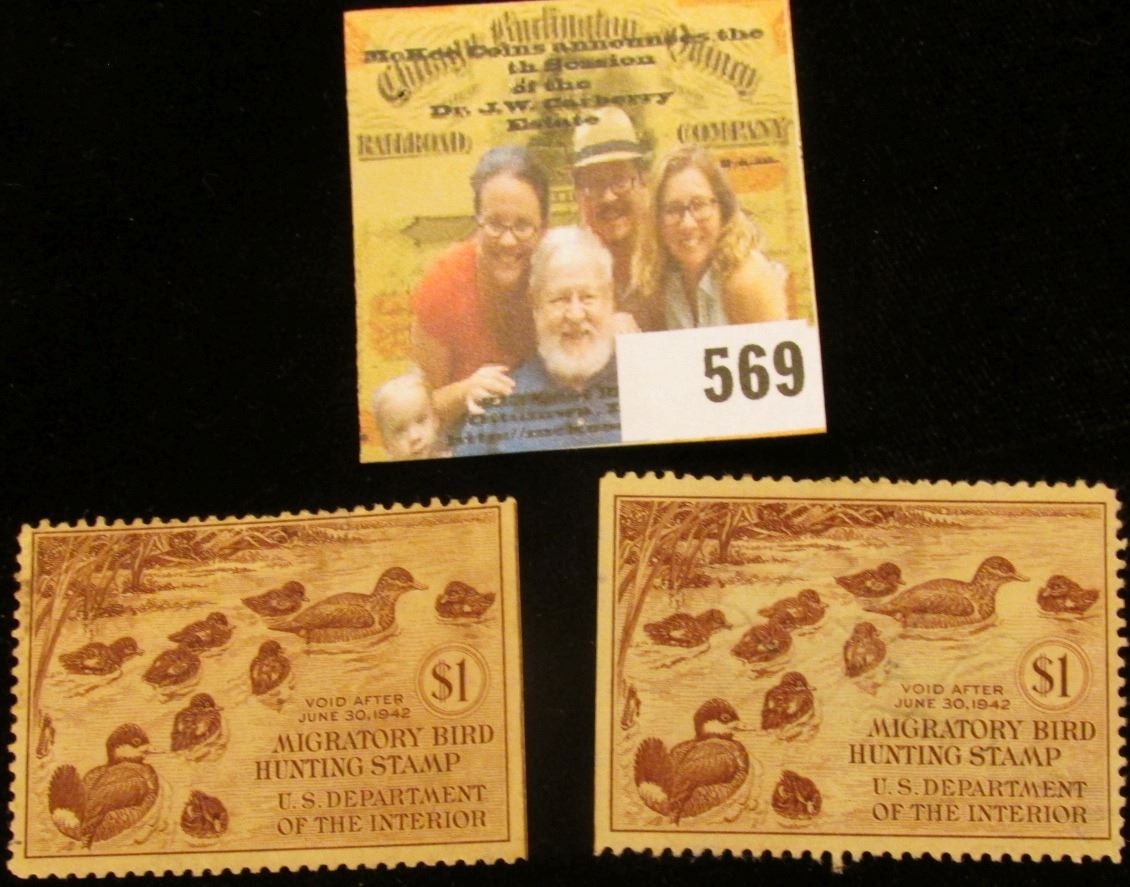 Burlington
McKee Coins announces the
th Session
of the
Dr. J.W. Carberry
Estate
RAILROAD COMPANY
569
$1
VOID AFTER
JUNE 30, 1942
MIGRATORY BIRD
HUNTING STAMP
U.S. DEPARTMENT
OF THE INTERIOR
$1
VOID AFTER
JUNE 30, 1942
MIGRATORY BIRD
HUNTING STAMP
U.S. DEPARTMENT
OF THE INTERIOR